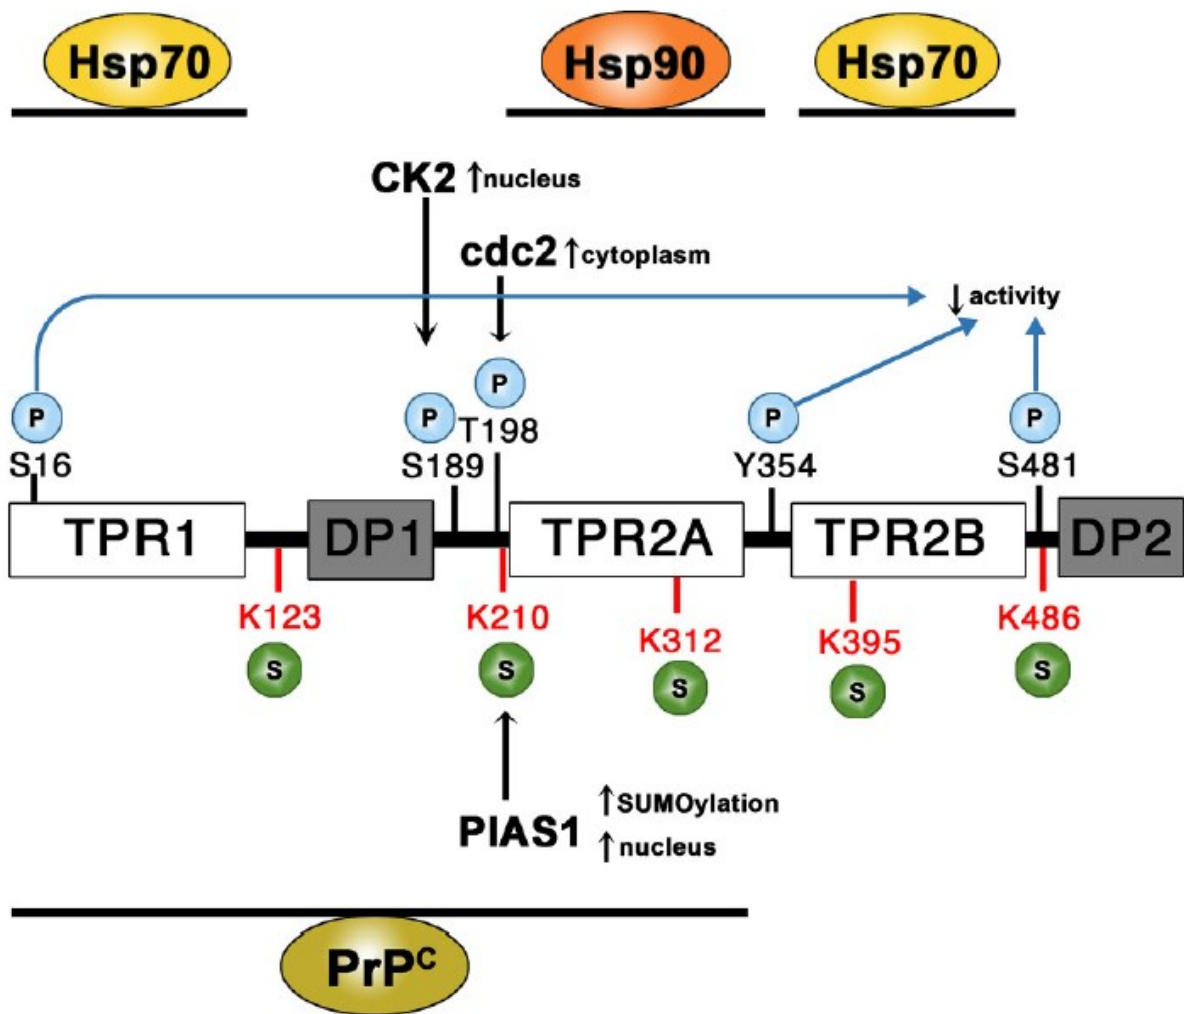 Hsp70 Hsp90 Hsp70
CK2 ↑nucleus
cdc2 ↑cytoplasm
↓ activity
P P P P P
S16 S189 T198 Y354 S481
TPR1 DP1 TPR2A TPR2B DP2
K123 K210 K312 K395 K486
S S S S S
PIAS1 ↑SUMOylation
↑nucleus
PrPᶜ